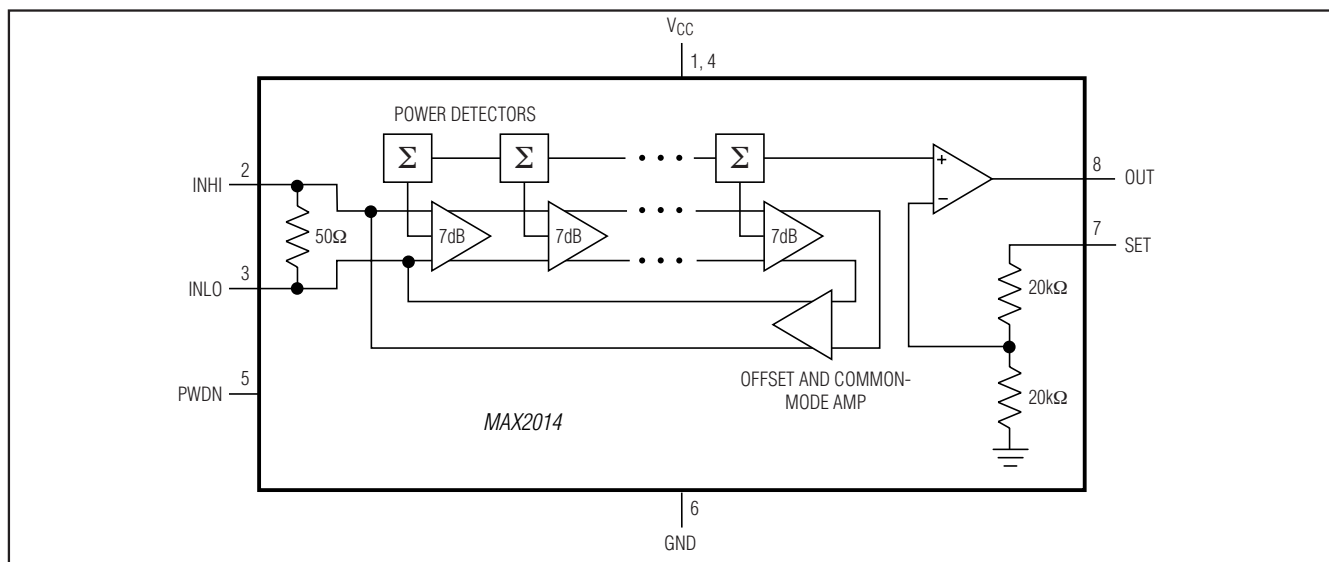 VCC
1, 4
POWER DETECTORS
Σ
Σ
Σ
2
INHI
50Ω
7dB
7dB
7dB
3
INLO
+
−
8
OUT
7
SET
20kΩ
20kΩ
5
PWDN
OFFSET AND COMMON-
MODE AMP
MAX2014
6
GND